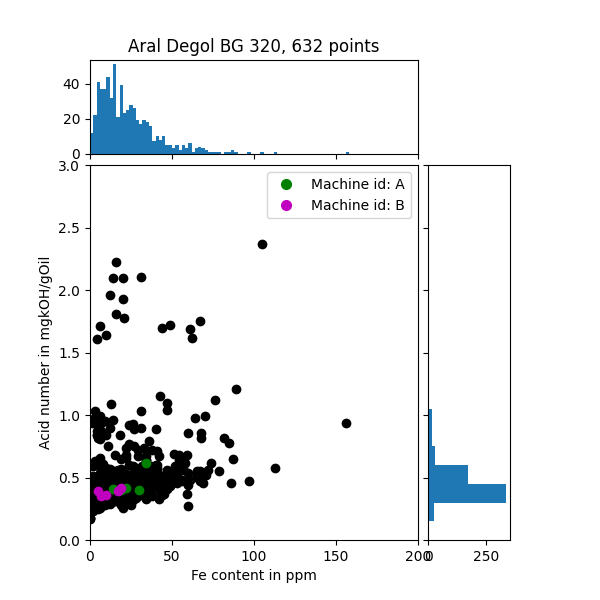 Aral Degol BG 320, 632 points
40
20
0
3.0
2.5
2.0
1.5
1.0
0.5
0.0
Acid number in mgkOH/gOil
Machine id: A
Machine id: B
0 50 100 150 200
Fe content in ppm
0 250